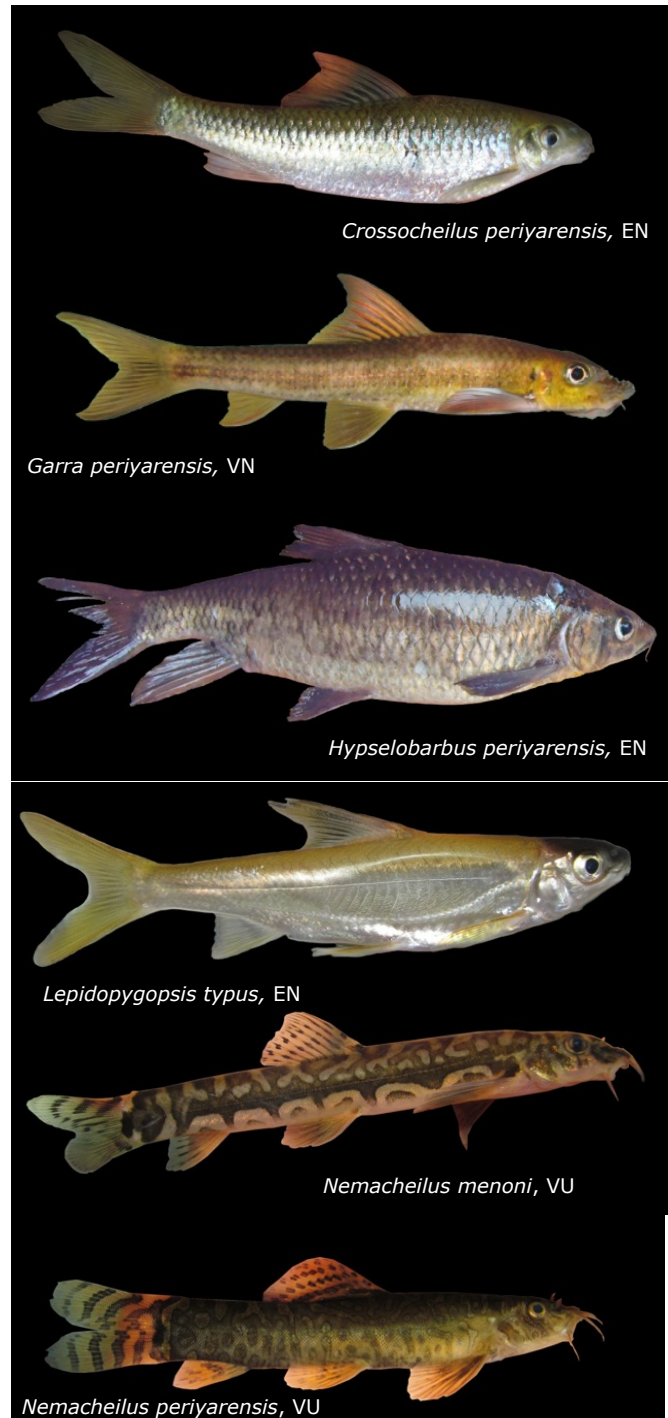 Crossocheilus periyarensis, EN
Garra periyarensis, VN
Hypselobarbus periyarensis, EN
Lepidopygopsis typus, EN
Nemacheilus menoni, VU
Nemacheilus periyarensis, VU